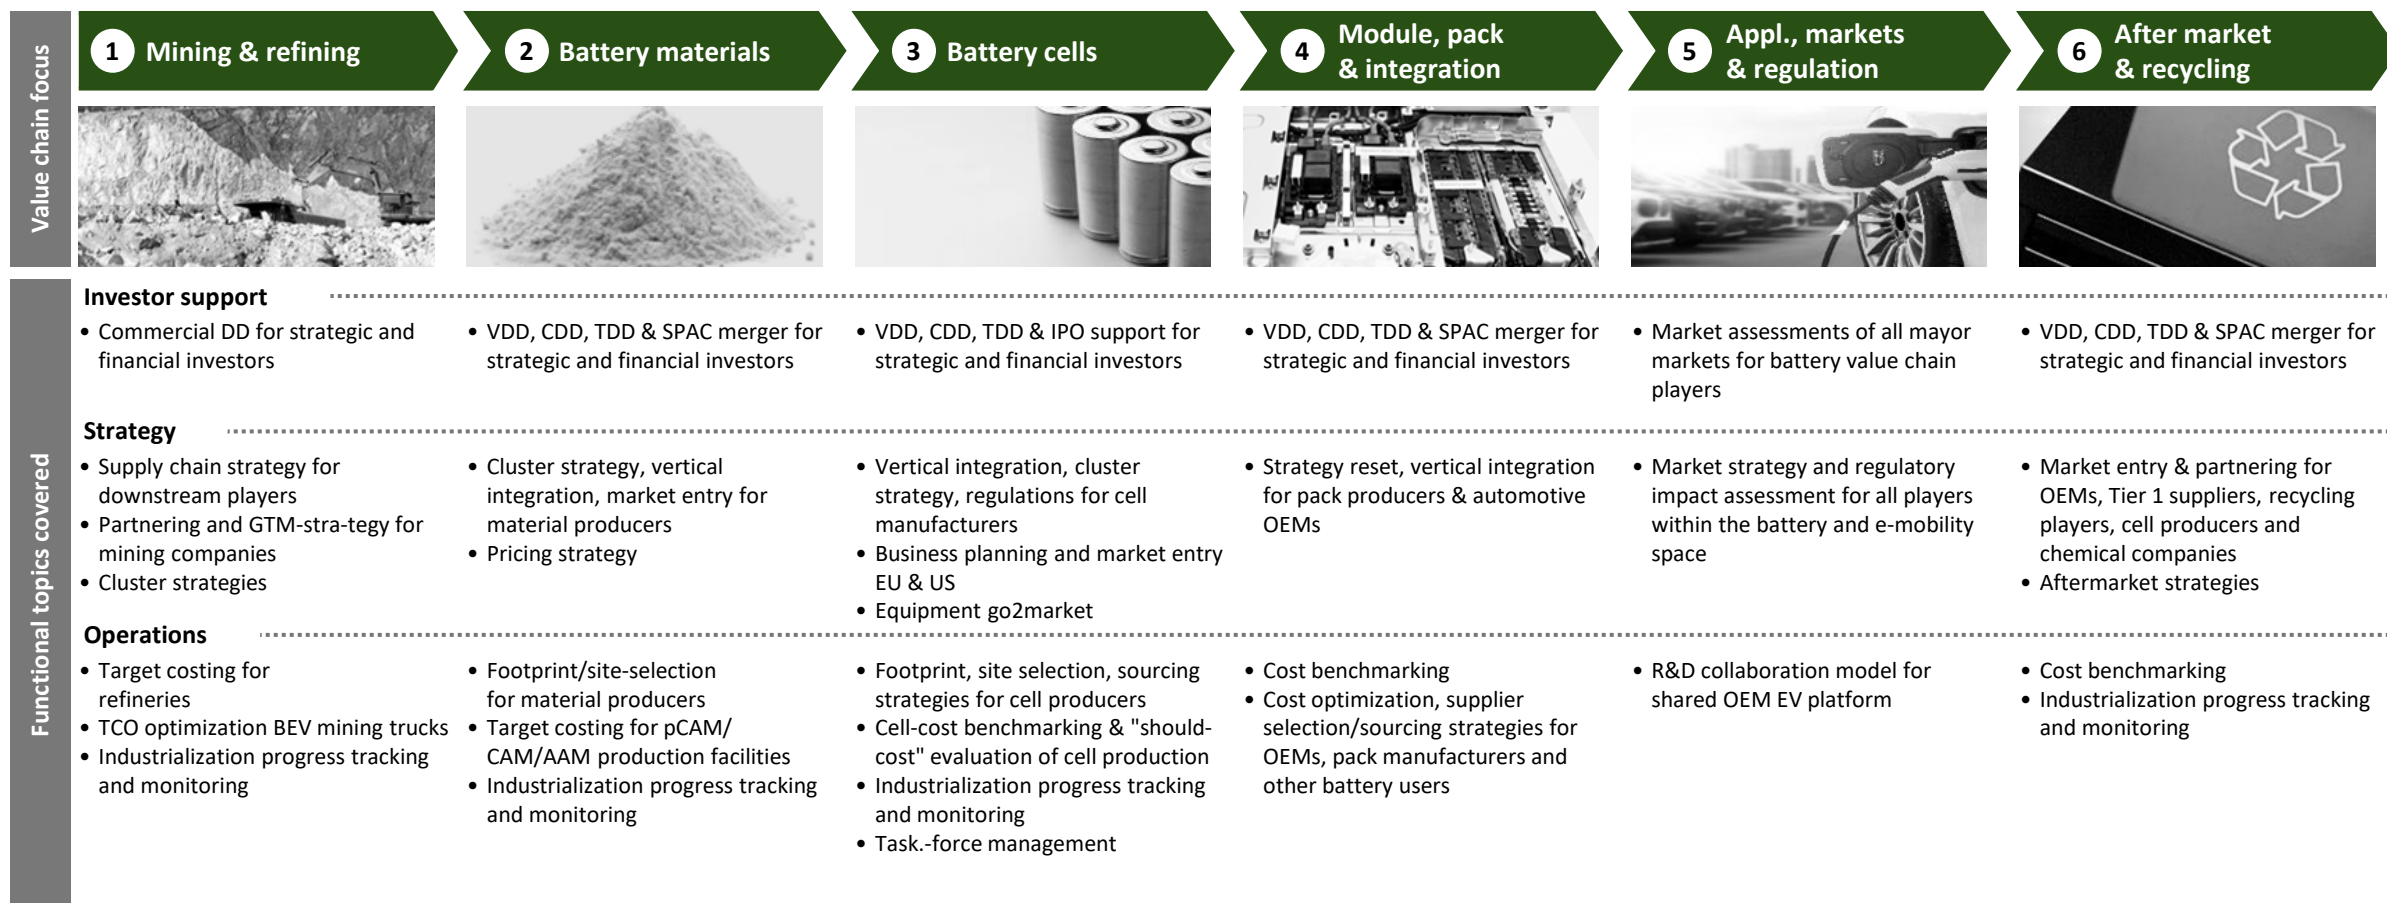 Value chain focus
1 Mining & refining
2 Battery materials
3 Battery cells
4 Module, pack
& integration
5 Appl., markets
& regulation
6 After market
& recycling
Functional topics covered
Investor support
• Commercial DD for strategic and
financial investors
• VDD, CDD, TDD & SPAC merger for
strategic and financial investors
• VDD, CDD, TDD & IPO support for
strategic and financial investors
• VDD, CDD, TDD & SPAC merger for
strategic and financial investors
• Market assessments of all mayor
markets for battery value chain
players
• VDD, CDD, TDD & SPAC merger for
strategic and financial investors
Strategy
• Supply chain strategy for
downstream players
• Partnering and GTM-stra-tegy for
mining companies
• Cluster strategies
• Cluster strategy, vertical
integration, market entry for
material producers
• Pricing strategy
• Vertical integration, cluster
strategy, regulations for cell
manufacturers
• Business planning and market entry
EU & US
• Equipment go2market
• Strategy reset, vertical integration
for pack producers & automotive
OEMs
• Market strategy and regulatory
impact assessment for all players
within the battery and e-mobility
space
• Market entry & partnering for
OEMs, Tier 1 suppliers, recycling
players, cell producers and
chemical companies
• Aftermarket strategies
Operations
• Target costing for
refineries
• TCO optimization BEV mining trucks
• Industrialization progress tracking
and monitoring
• Footprint/site-selection
for material producers
• Target costing for pCAM/
CAM/AAM production facilities
• Industrialization progress tracking
and monitoring
• Footprint, site selection, sourcing
strategies for cell producers
• Cell-cost benchmarking & "should-
cost" evaluation of cell production
• Industrialization progress tracking
and monitoring
• Task.-force management
• Cost benchmarking
• Cost optimization, supplier
selection/sourcing strategies for
OEMs, pack manufacturers and
other battery users
• R&D collaboration model for
shared OEM EV platform
• Cost benchmarking
• Industrialization progress tracking
and monitoring